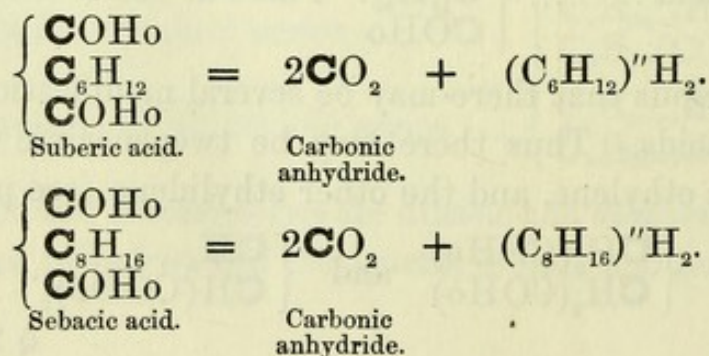 COHo
C₆H₁₂ = 2CO₂ + (C₆H₁₂)″H₂.
COHo
Suberic acid. Carbonic
anhydride.
COHo
C₈H₁₆ = 2CO₂ + (C₈H₁₆)″H₂.
COHo
Sebacic acid. Carbonic
anhydride.